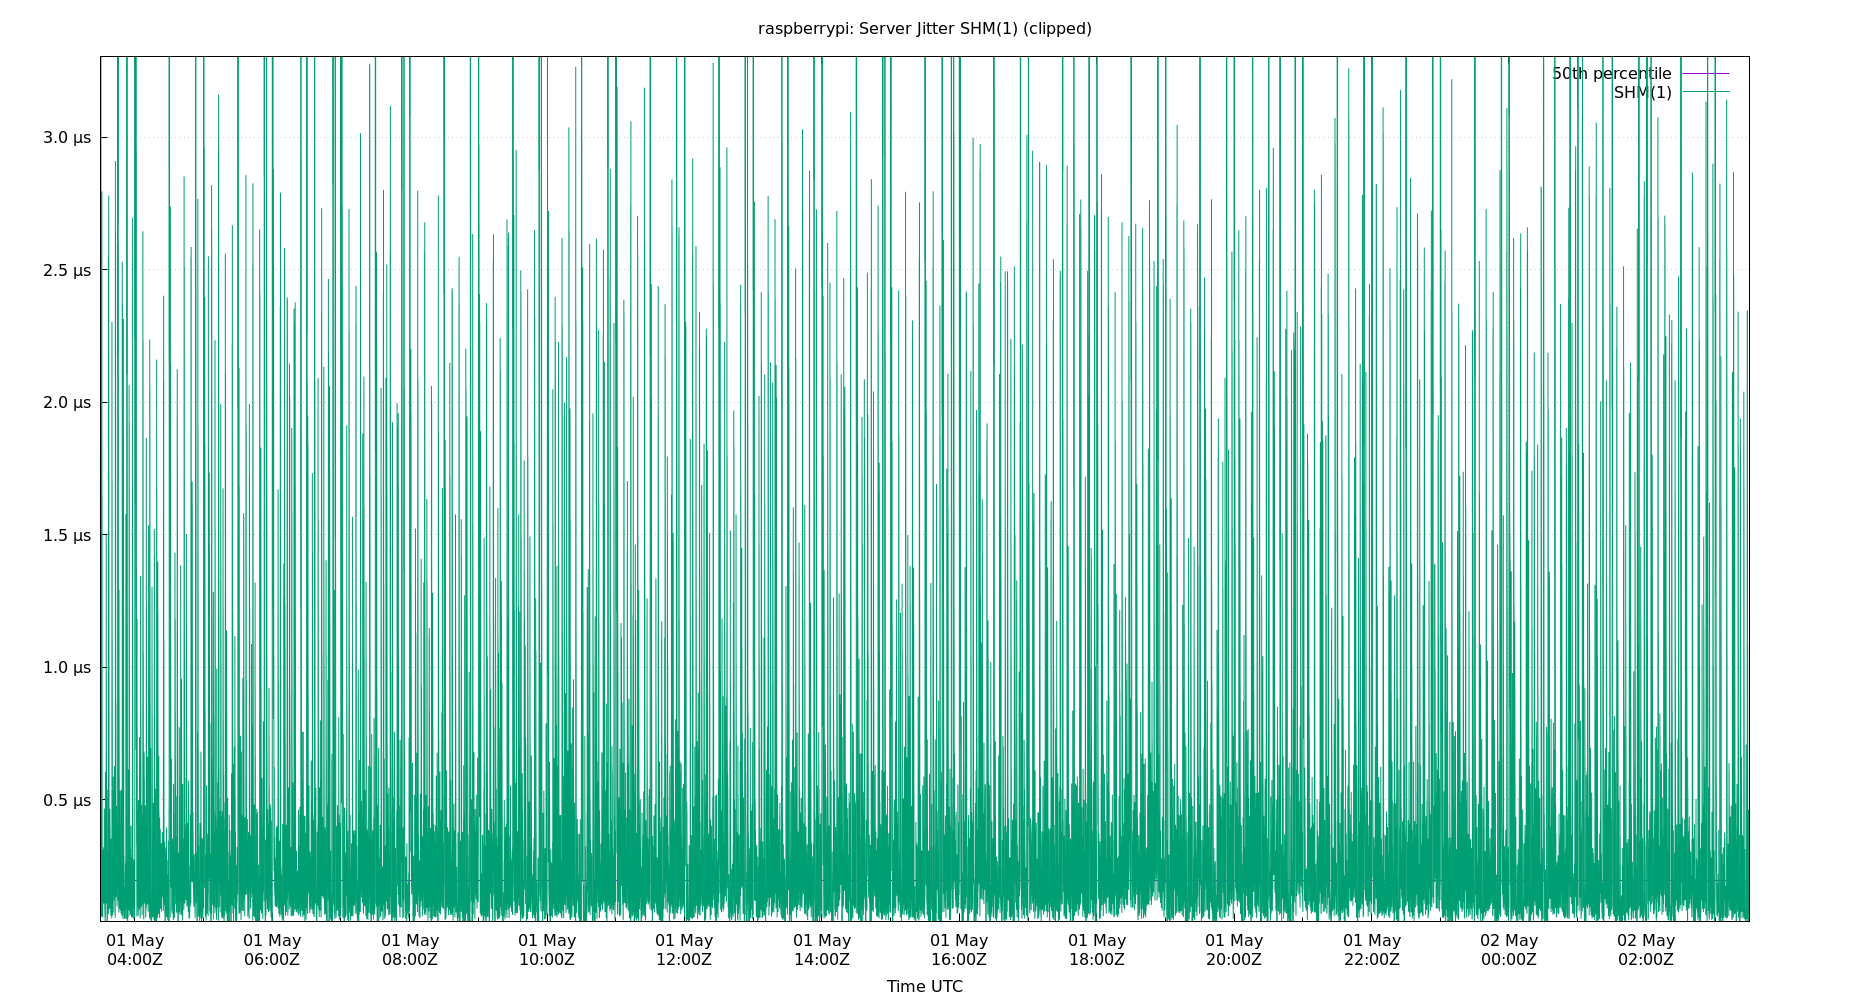 raspberrypi: Server Jitter SHM(1) (clipped)
50th percentile
SHM(1)
3.0 µs
2.5 µs
2.0 µs
1.5 µs
1.0 µs
0.5 µs
01 May 01 May 01 May 01 May 01 May 01 May 01 May 01 May 01 May 01 May 02 May 02 May
04:00Z 06:00Z 08:00Z 10:00Z 12:00Z 14:00Z 16:00Z 18:00Z 20:00Z 22:00Z 00:00Z 02:00Z
Time UTC